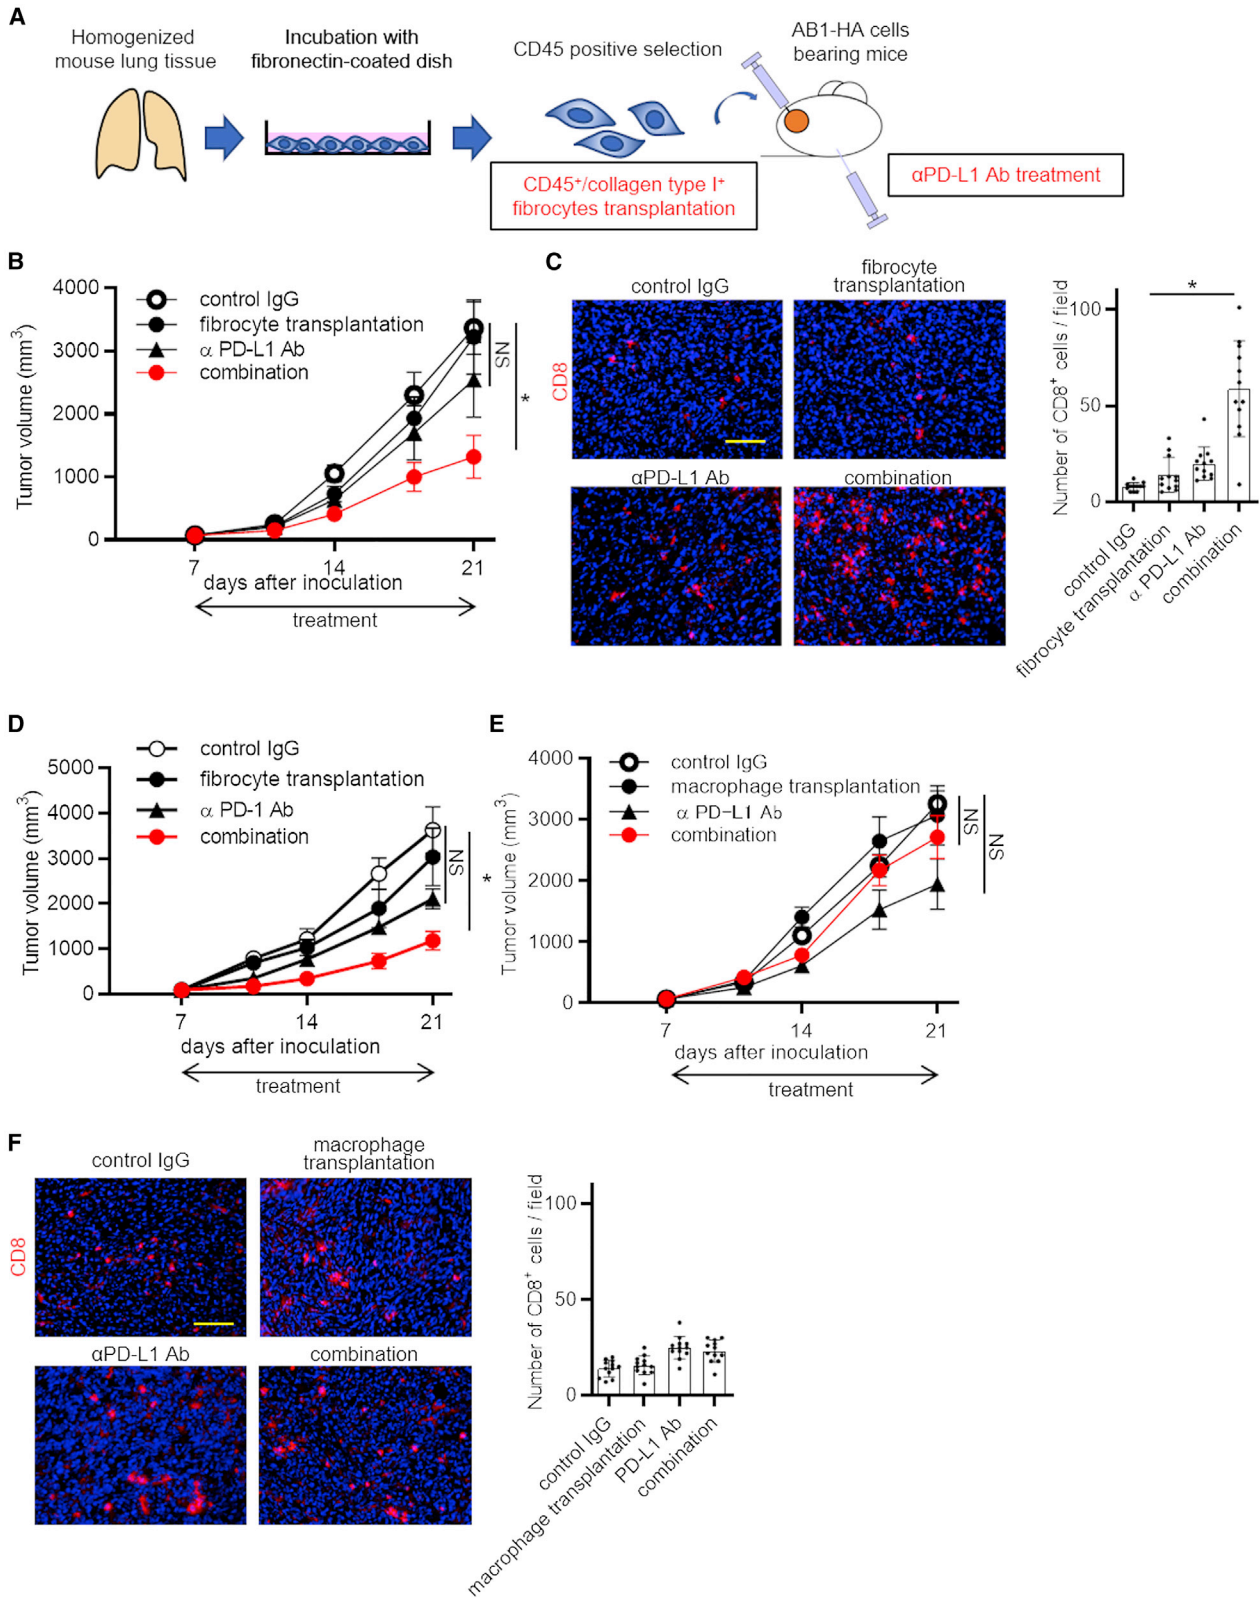 A
Homogenized
mouse lung tissue
Incubation with
fibronectin-coated dish
CD45 positive selection
AB1-HA cells
bearing mice
CD45⁺/collagen type I⁺
fibrocytes transplantation
αPD-L1 Ab treatment
B
Tumor volume (mm³)
4000
3000
2000
1000
0
control IgG
fibrocyte transplantation
α PD-L1 Ab
combination
NS
*
7
14
21
days after inoculation
treatment
C
CD8
control IgG
fibrocyte
transplantation
αPD-L1 Ab
combination
Number of CD8⁺ cells / field
100
50
0
*
control IgG
fibrocyte transplantation
α PD-L1 Ab
combination
D
Tumor volume (mm³)
5000
4000
3000
2000
1000
0
control IgG
fibrocyte transplantation
α PD-1 Ab
combination
NS
*
7
14
21
days after inoculation
treatment
E
Tumor volume (mm³)
4000
3000
2000
1000
0
control IgG
macrophage transplantation
α PD-L1 Ab
combination
NS
NS
7
14
21
days after inoculation
treatment
F
CD8
control IgG
macrophage
transplantation
αPD-L1 Ab
combination
Number of CD8⁺ cells / field
100
50
0
control IgG
macrophage transplantation
PD-L1 Ab
combination